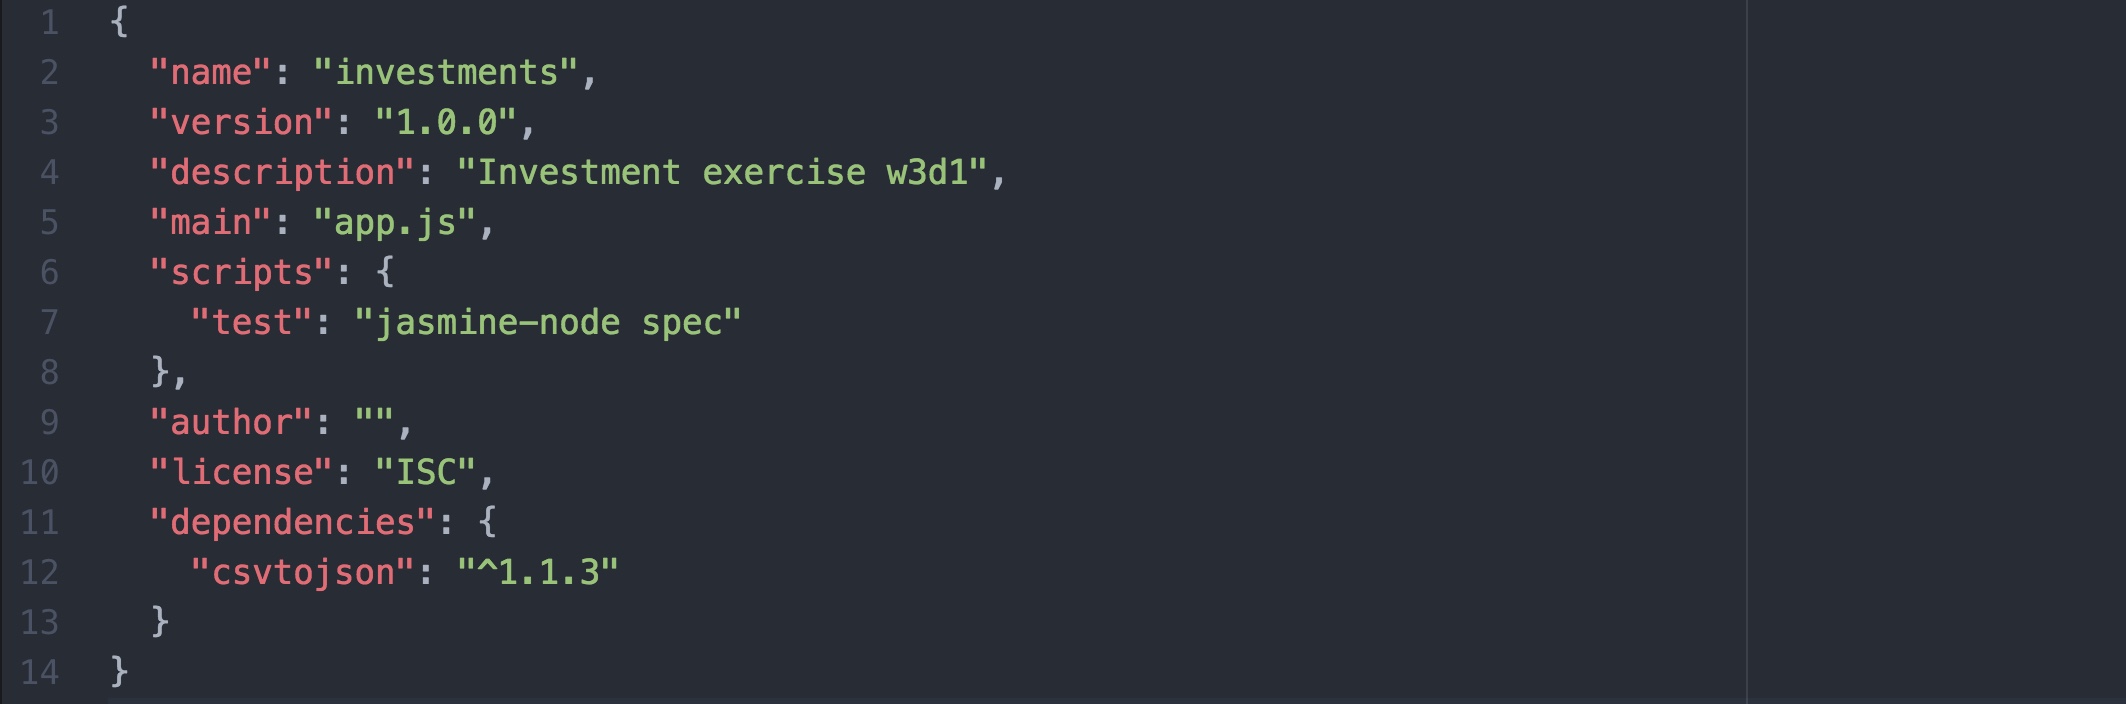 1 {
2   "name": "investments",
3   "version": "1.0.0",
4   "description": "Investment exercise w3d1",
5   "main": "app.js",
6   "scripts": {
7     "test": "jasmine-node spec"
8   },
9   "author": "",
10   "license": "ISC",
11   "dependencies": {
12     "csvtojson": "^1.1.3"
13   }
14 }